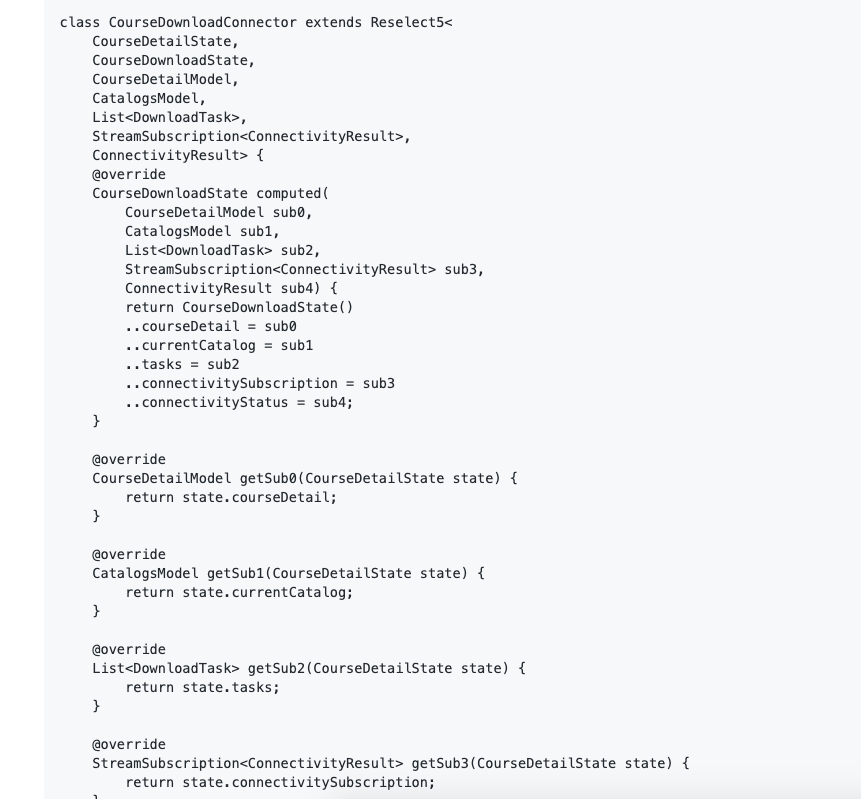 class CourseDownloadConnector extends Reselect5<
    CourseDetailState,
    CourseDownloadState,
    CourseDetailModel,
    CatalogsModel,
    List<DownloadTask>,
    StreamSubscription<ConnectivityResult>,
    ConnectivityResult> {
    @override
    CourseDownloadState computed(
        CourseDetailModel sub0,
        CatalogsModel sub1,
        List<DownloadTask> sub2,
        StreamSubscription<ConnectivityResult> sub3,
        ConnectivityResult sub4) {
        return CourseDownloadState()
        ..courseDetail = sub0
        ..currentCatalog = sub1
        ..tasks = sub2
        ..connectivitySubscription = sub3
        ..connectivityStatus = sub4;
    }

    @override
    CourseDetailModel getSub0(CourseDetailState state) {
        return state.courseDetail;
    }

    @override
    CatalogsModel getSub1(CourseDetailState state) {
        return state.currentCatalog;
    }

    @override
    List<DownloadTask> getSub2(CourseDetailState state) {
        return state.tasks;
    }

    @override
    StreamSubscription<ConnectivityResult> getSub3(CourseDetailState state) {
        return state.connectivitySubscription;
    }